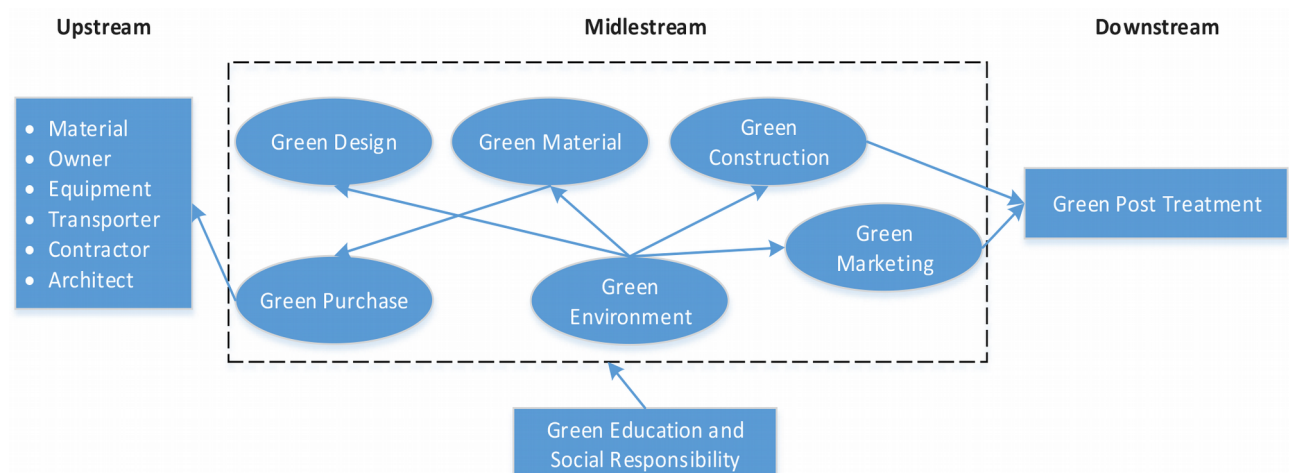 Upstream
Midlestream
Downstream
• Material
• Owner
• Equipment
• Transporter
• Contractor
• Architect
Green Design
Green Material
Green
Construction
Green Purchase
Green
Environment
Green
Marketing
Green Post Treatment
Green Education and
Social Responsibility